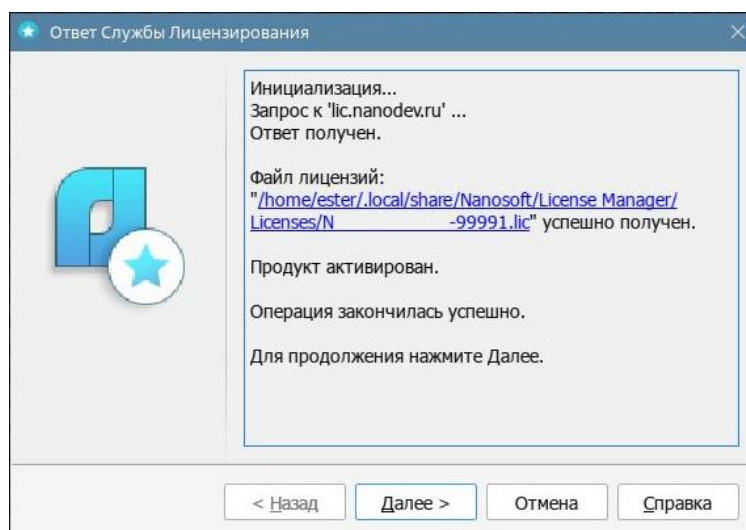 Ответ Службы Лицензирования
Инициализация...
Запрос к 'lic.nanodev.ru' ...
Ответ получен.
Файл лицензий:
"/home/ester/.local/share/Nanosoft/License Manager/
Licenses/N -99991.lic" успешно получен.
Продукт активирован.
Операция закончилась успешно.
Для продолжения нажмите Далее.
< Назад Далее > Отмена Справка